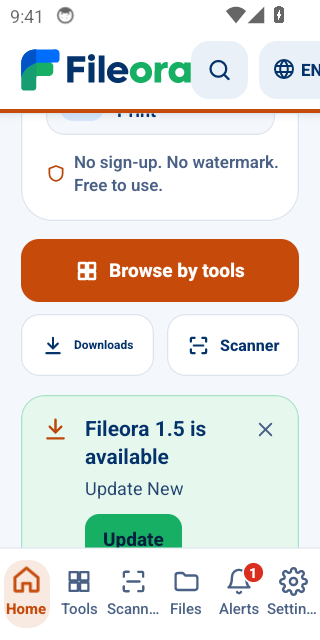 9:41
Fileora
EN
Print
No sign-up. No watermark.
Free to use.
Browse by tools
Downloads
Scanner
Fileora 1.5 is
available
Update New
Update
1
Home
Tools
Scann...
Files
Alerts
Settin...